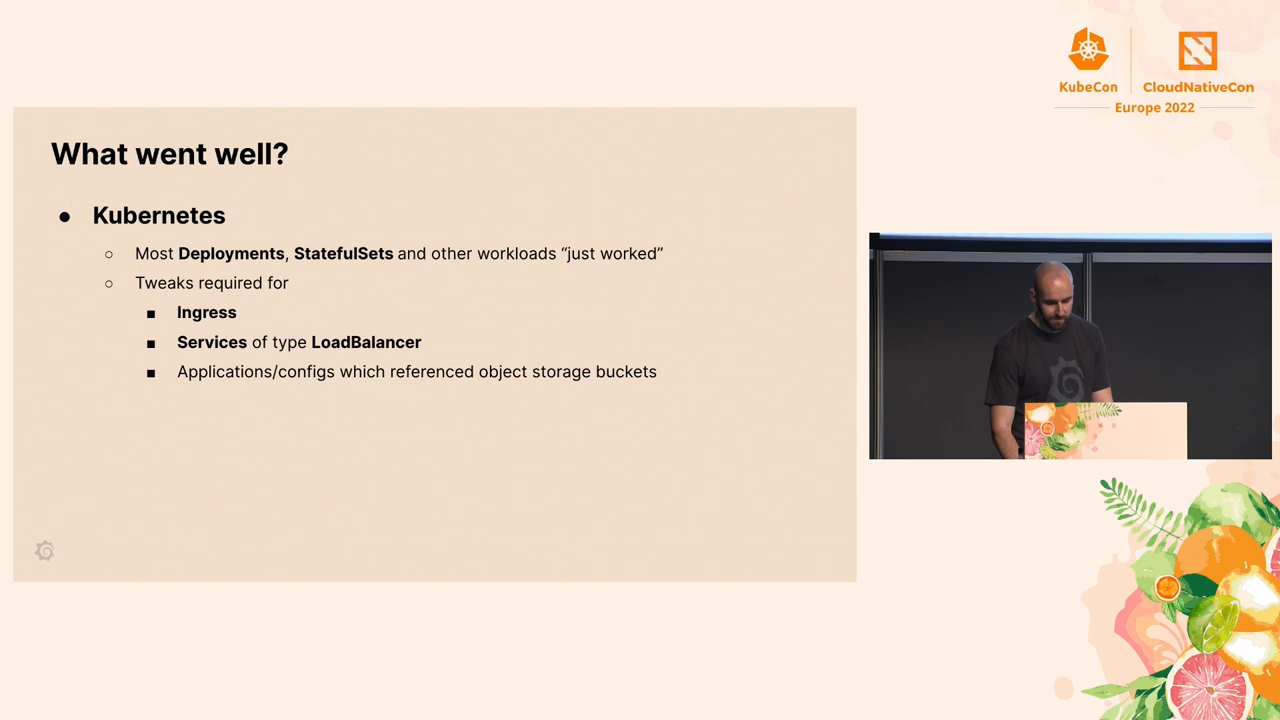 KubeCon
CloudNativeCon
Europe 2022
What went well?
● Kubernetes
○ Most Deployments, StatefulSets and other workloads “just worked”
○ Tweaks required for
■ Ingress
■ Services of type LoadBalancer
■ Applications/configs which referenced object storage buckets